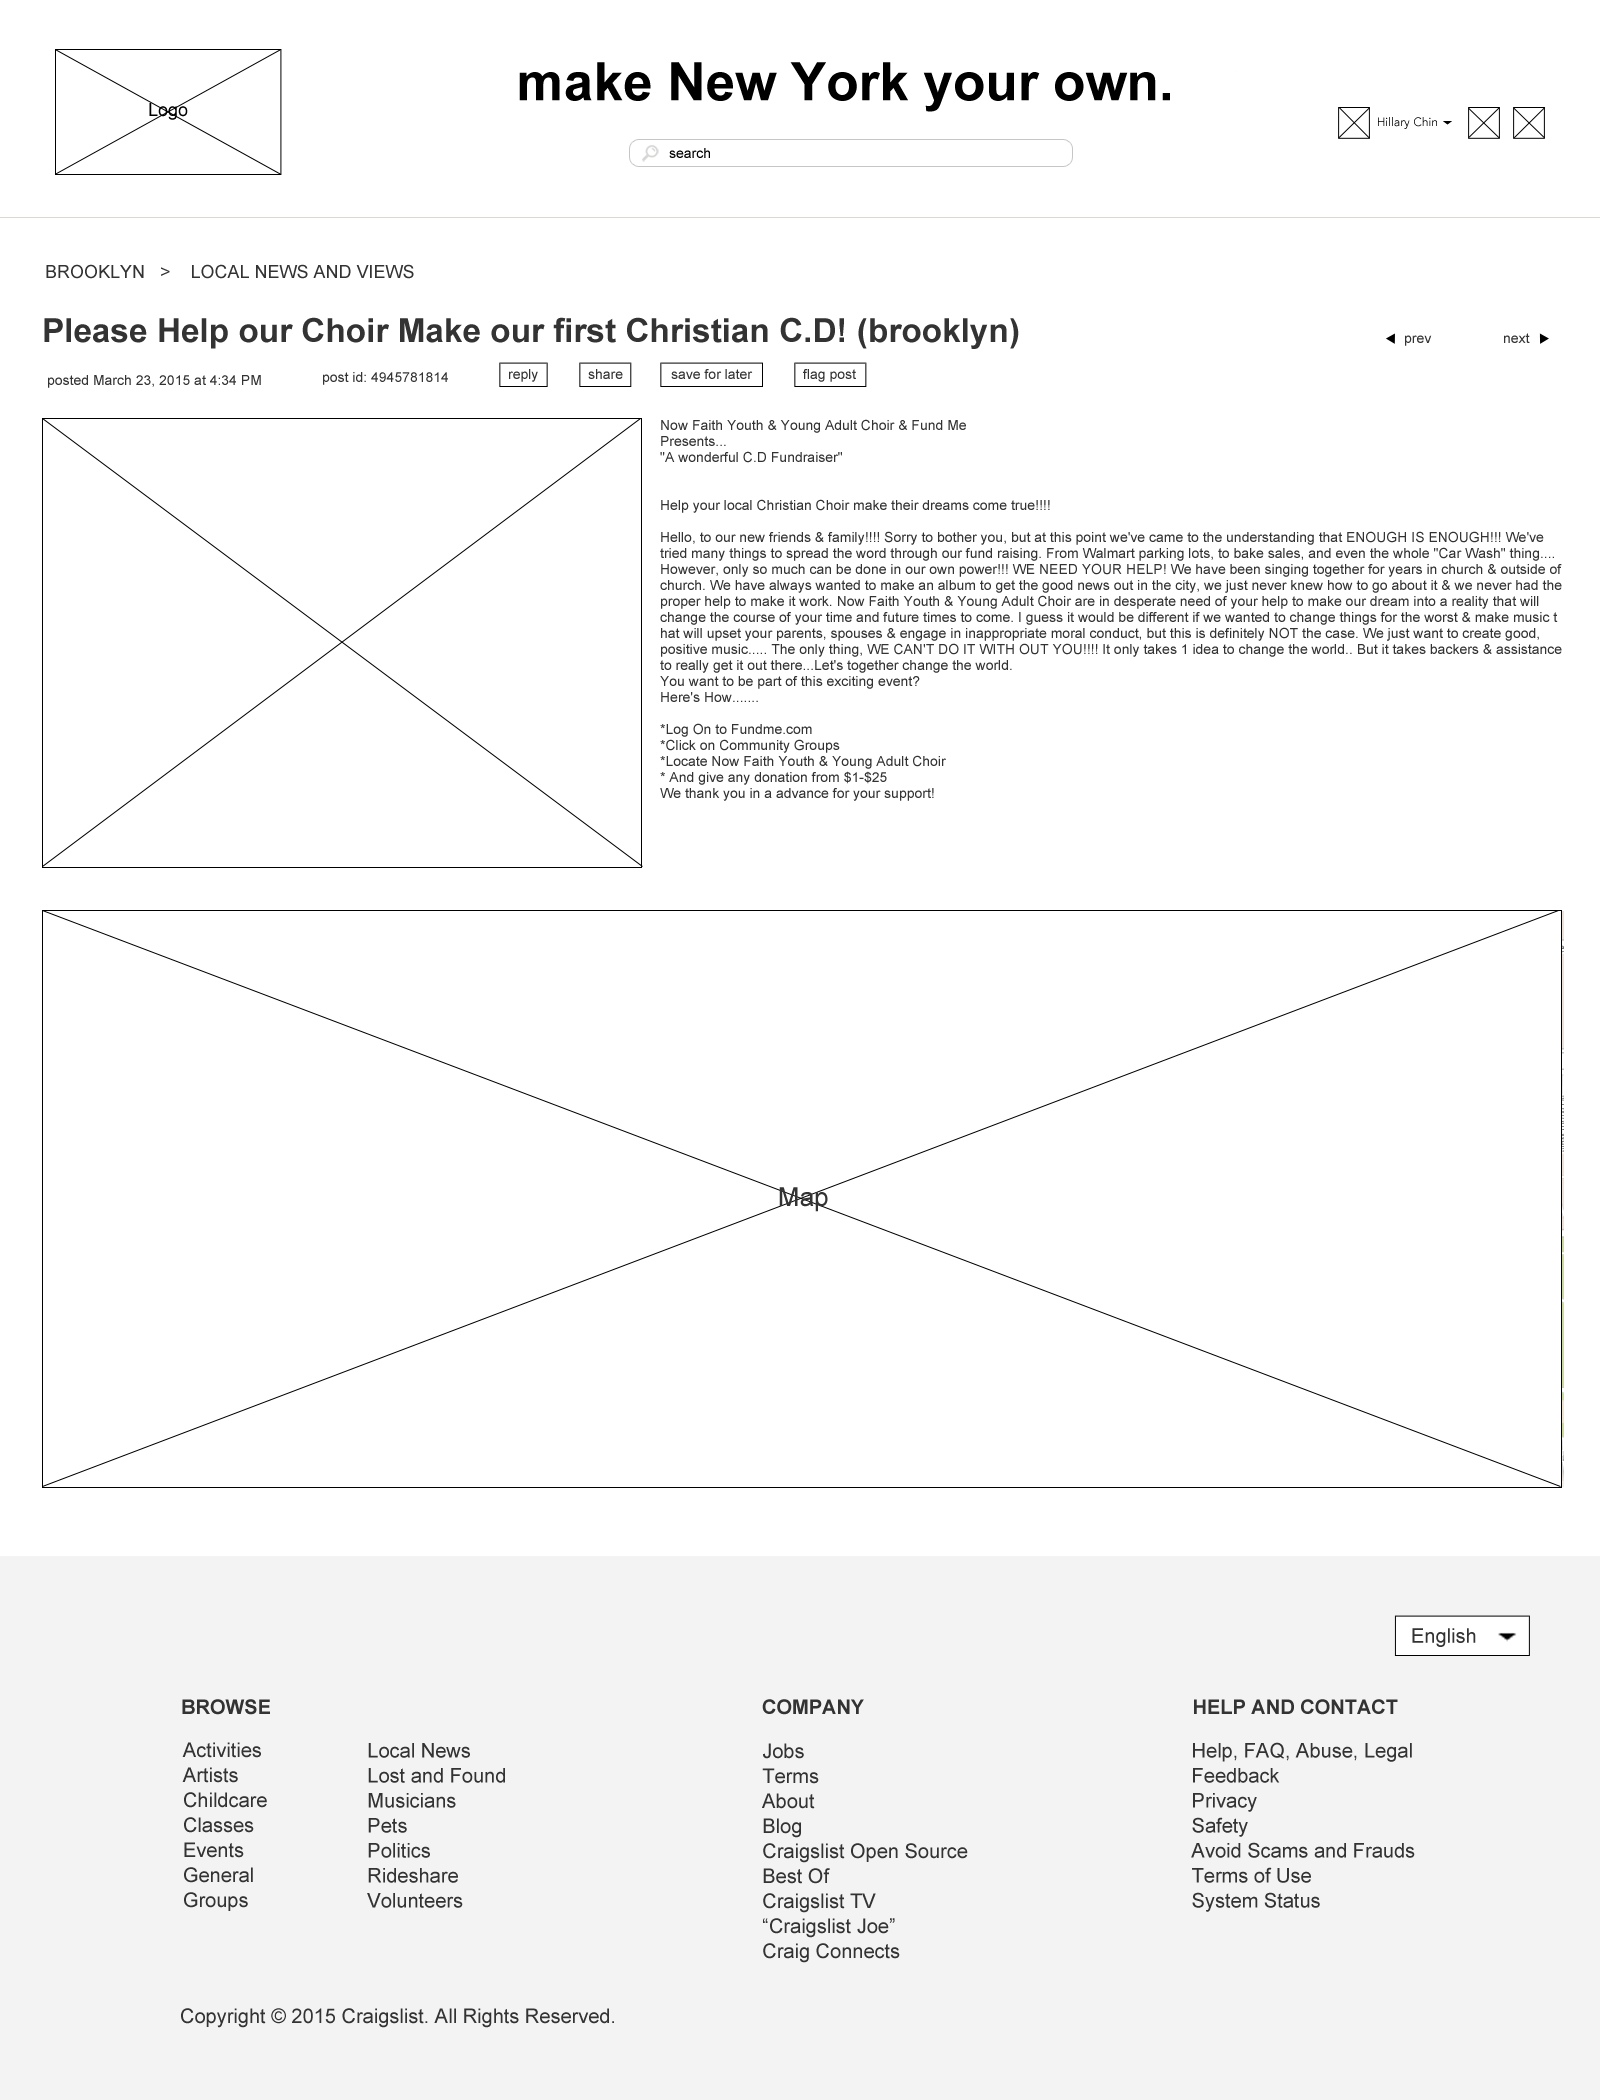 Logo
make New York your own.
search
Hillary Chin
BROOKLYN > LOCAL NEWS AND VIEWS
Please Help our Choir Make our first Christian C.D! (brooklyn)
prev
next
posted March 23, 2015 at 4:34 PM
post id: 4945781814
reply
share
save for later
flag post
Now Faith Youth & Young Adult Choir & Fund Me
Presents...
"A wonderful C.D Fundraiser"
Help your local Christian Choir make their dreams come true!!!!
Hello, to our new friends & family!!!! Sorry to bother you, but at this point we've came to the understanding that ENOUGH IS ENOUGH!!! We've
tried many things to spread the word through our fund raising. From Walmart parking lots, to bake sales, and even the whole "Car Wash" thing....
However, only so much can be done in our own power!!! WE NEED YOUR HELP! We have been singing together for years in church & outside of
church. We have always wanted to make an album to get the good news out in the city, we just never knew how to go about it & we never had the
proper help to make it work. Now Faith Youth & Young Adult Choir are in desperate need of your help to make our dream into a reality that will
change the course of your time and future times to come. I guess it would be different if we wanted to change things for the worst & make music t
hat will upset your parents, spouses & engage in inappropriate moral conduct, but this is definitely NOT the case. We just want to create good,
positive music..... The only thing, WE CAN'T DO IT WITH OUT YOU!!!! It only takes 1 idea to change the world.. But it takes backers & assistance
to really get it out there...Let's together change the world.
You want to be part of this exciting event?
Here's How.......
*Log On to Fundme.com
*Click on Community Groups
*Locate Now Faith Youth & Young Adult Choir
* And give any donation from $1-$25
We thank you in a advance for your support!
Map
English
BROWSE
Activities
Artists
Childcare
Classes
Events
General
Groups
Local News
Lost and Found
Musicians
Pets
Politics
Rideshare
Volunteers
COMPANY
Jobs
Terms
About
Blog
Craigslist Open Source
Best Of
Craigslist TV
“Craigslist Joe”
Craig Connects
HELP AND CONTACT
Help, FAQ, Abuse, Legal
Feedback
Privacy
Safety
Avoid Scams and Frauds
Terms of Use
System Status
Copyright © 2015 Craigslist. All Rights Reserved.